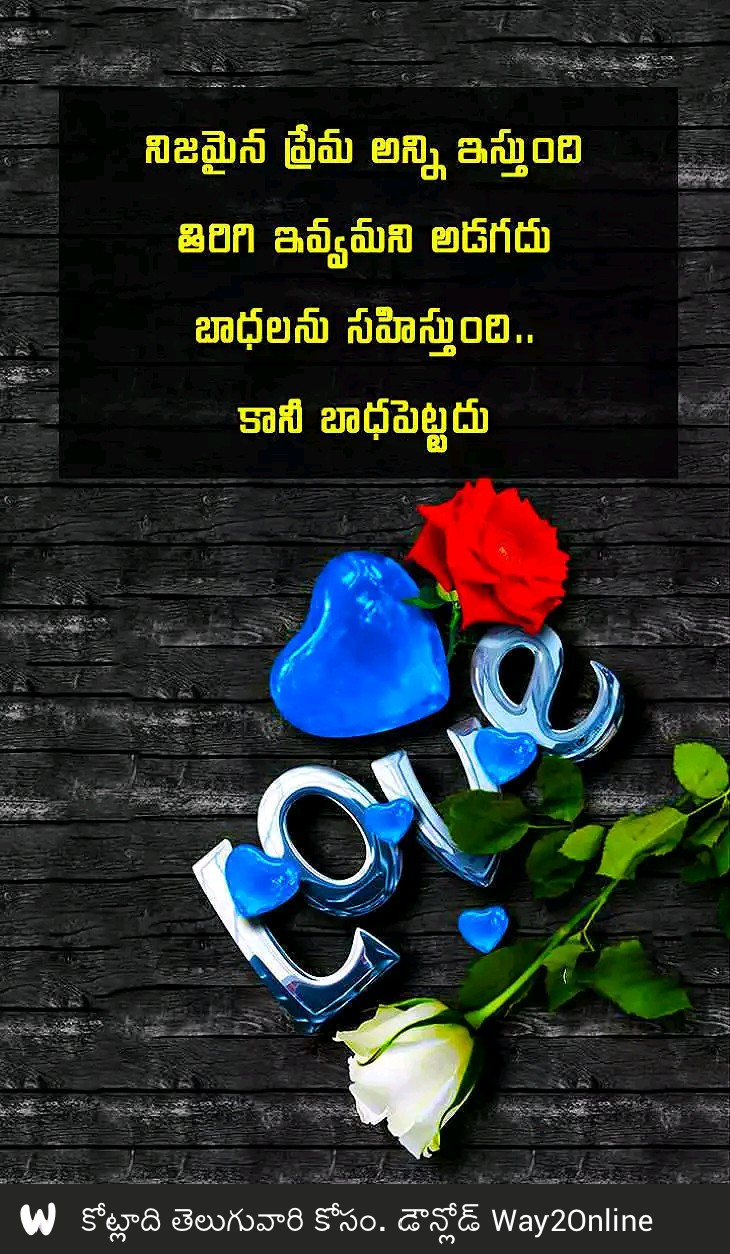 నిజమైన ప్రేమ అన్ని ఇస్తుంది
తిరిగి ఇవ్వమని అడగదు
బాధలను సహిస్తుంది..
కానీ బాధపెట్టదు
Love
కోట్లాది తెలుగువారి కోసం. డౌన్లోడ్ Way2Online